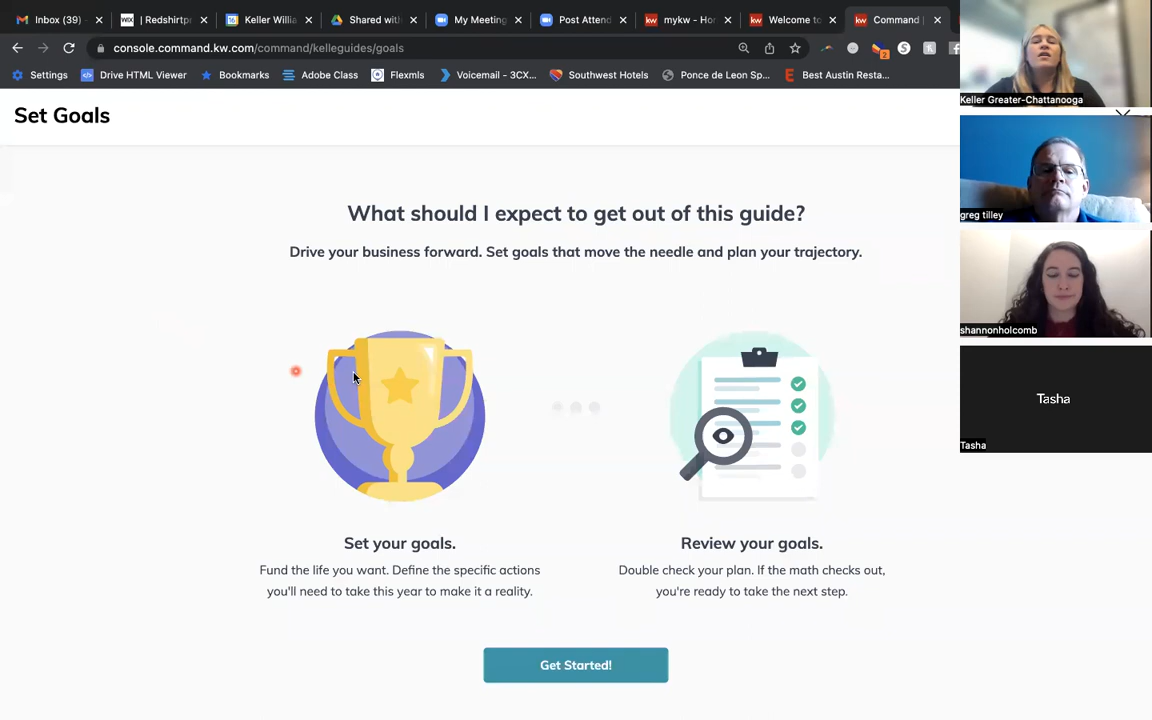 Inbox (39) -
| Redshirtp
Keller Willia
Shared with
My Meeting
Post Attend
mykw - Hor
Welcome to
Command |
console.command.kw.com/command/kelleguides/goals
Settings
Drive HTML Viewer
Bookmarks
Adobe Class
Flexmls
Voicemail - 3CX...
Southwest Hotels
Ponce de Leon Sp...
Best Austin Resta...
Set Goals
What should I expect to get out of this guide?
Drive your business forward. Set goals that move the needle and plan your trajectory.
Set your goals.
Fund the life you want. Define the specific actions
you'll need to take this year to make it a reality.
Review your goals.
Double check your plan. If the math checks out,
you're ready to take the next step.
Get Started!
Keller Greater-Chattanooga
greg tilley
shannonholcomb
Tasha
Tasha